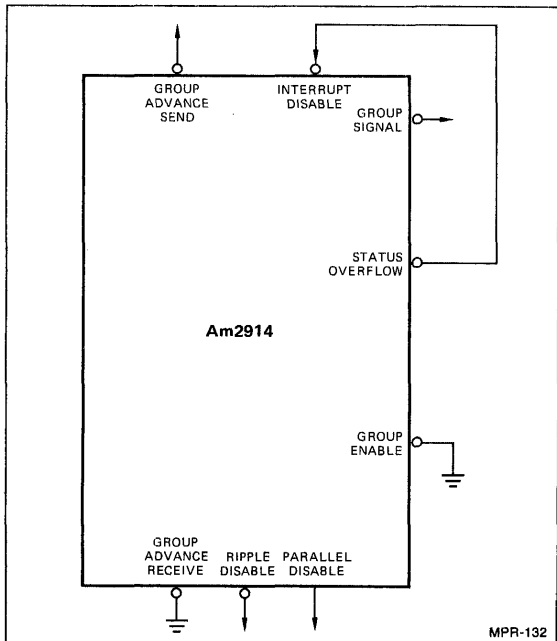 GROUP
ADVANCE
SEND
INTERRUPT
DISABLE
GROUP
SIGNAL
STATUS
OVERFLOW
Am2914
GROUP
ENABLE
GROUP
ADVANCE
RECEIVE
RIPPLE
DISABLE
PARALLEL
DISABLE
MPR-132